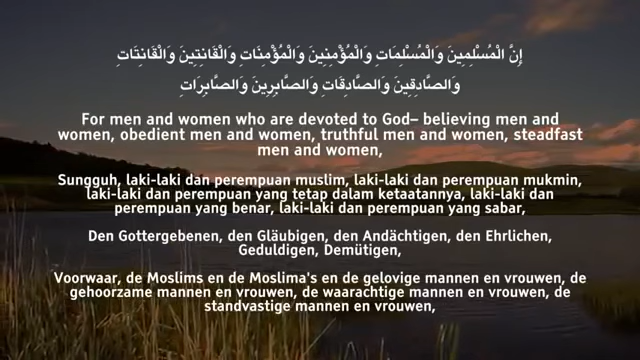 إِنَّ الْمُسْلِمِينَ وَالْمُسْلِمَاتِ وَالْمُؤْمِنِينَ وَالْمُؤْمِنَاتِ وَالْقَانِتِينَ وَالْقَانِتَاتِ
وَالصَّادِقِينَ وَالصَّادِقَاتِ وَالصَّابِرِينَ وَالصَّابِرَاتِ
For men and women who are devoted to God– believing men and
women, obedient men and women, truthful men and women, steadfast
men and women,
Sungguh, laki-laki dan perempuan muslim, laki-laki dan perempuan mukmin,
laki-laki dan perempuan yang tetap dalam ketaatannya, laki-laki dan
perempuan yang benar, laki-laki dan perempuan yang sabar,
Den Gottergebenen, den Gläubigen, den Andächtigen, den Ehrlichen,
Geduldigen, Demütigen,
Voorwaar, de Moslims en de Moslima's en de gelovige mannen en vrouwen, de
gehoorzame mannen en vrouwen, de waarachtige mannen en vrouwen, de
standvastige mannen en vrouwen,